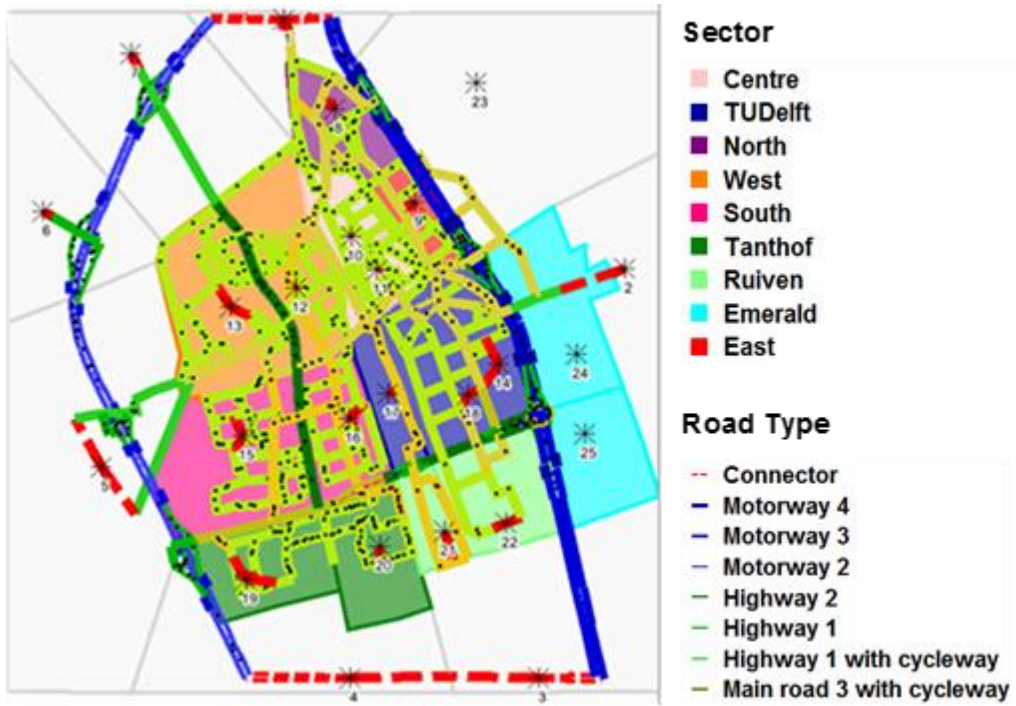 1
7
23
8
6
9
10
11
2
12
13
24
14
17
18
16
25
15
5
22
21
20
19
4
3
Sector
Centre
TUDelft
North
West
South
Tanthof
Ruiven
Emerald
East
Road Type
Connector
Motorway 4
Motorway 3
Motorway 2
Highway 2
Highway 1
Highway 1 with cycleway
Main road 3 with cycleway